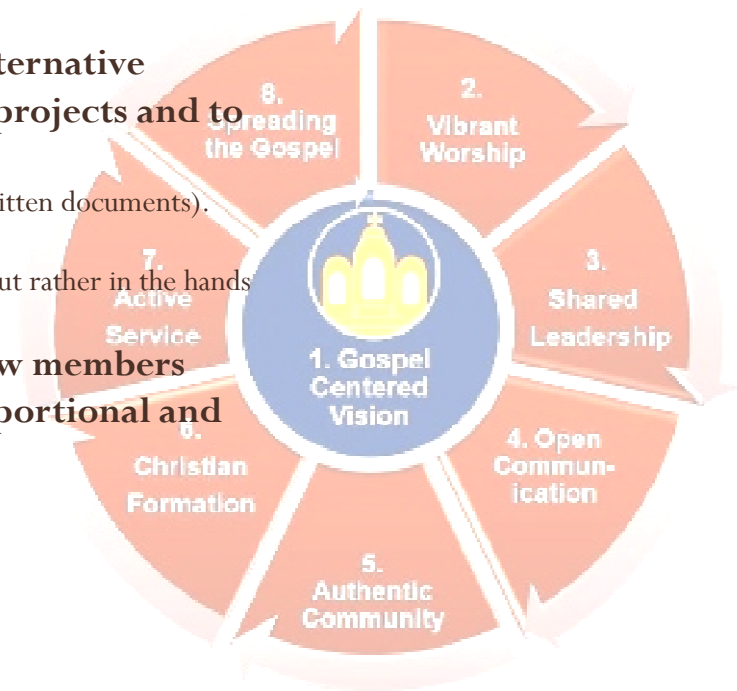 ternative
projects and to
itten documents).
ut rather in the hands
w members
portional and
8.
Spreading
the Gospel
2.
Vibrant
Worship
3.
Shared
Leadership
4. Open
Commun-
ication
5.
Authentic
Community
6.
Christian
Formation
7.
Active
Service
1. Gospel
Centered
Vision